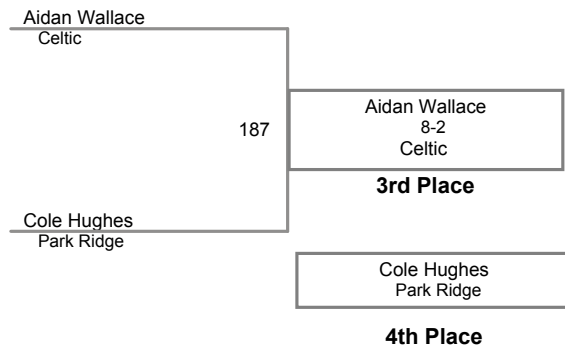 Aidan Wallace
Celtic
187
Aidan Wallace
8-2
Celtic
3rd Place
Cole Hughes
Park Ridge
Cole Hughes
Park Ridge
4th Place